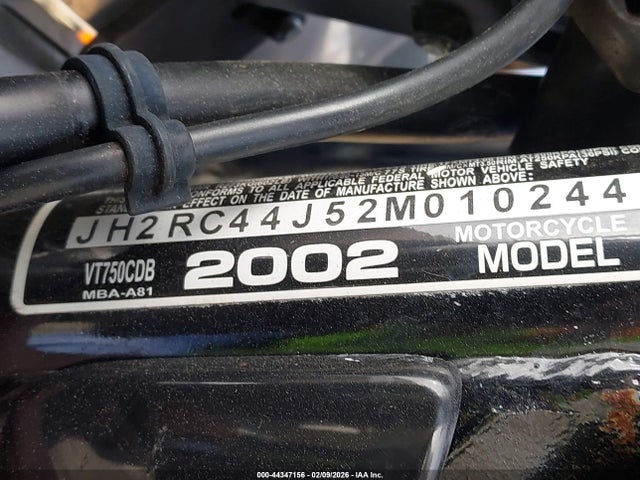 CONFORMS TO ALL APPLICABLE FEDERAL MOTOR VEHICLE SAFETY
EFFECT ON THE DATE OF MANUFACTURE SHOWN ABOVE:
JH2RC44J52M010244
VT750CDB 2002 MOTORCYCLE
MBA-A81 MODEL
000-44347156 - 02/09/2026 - IAA Inc.